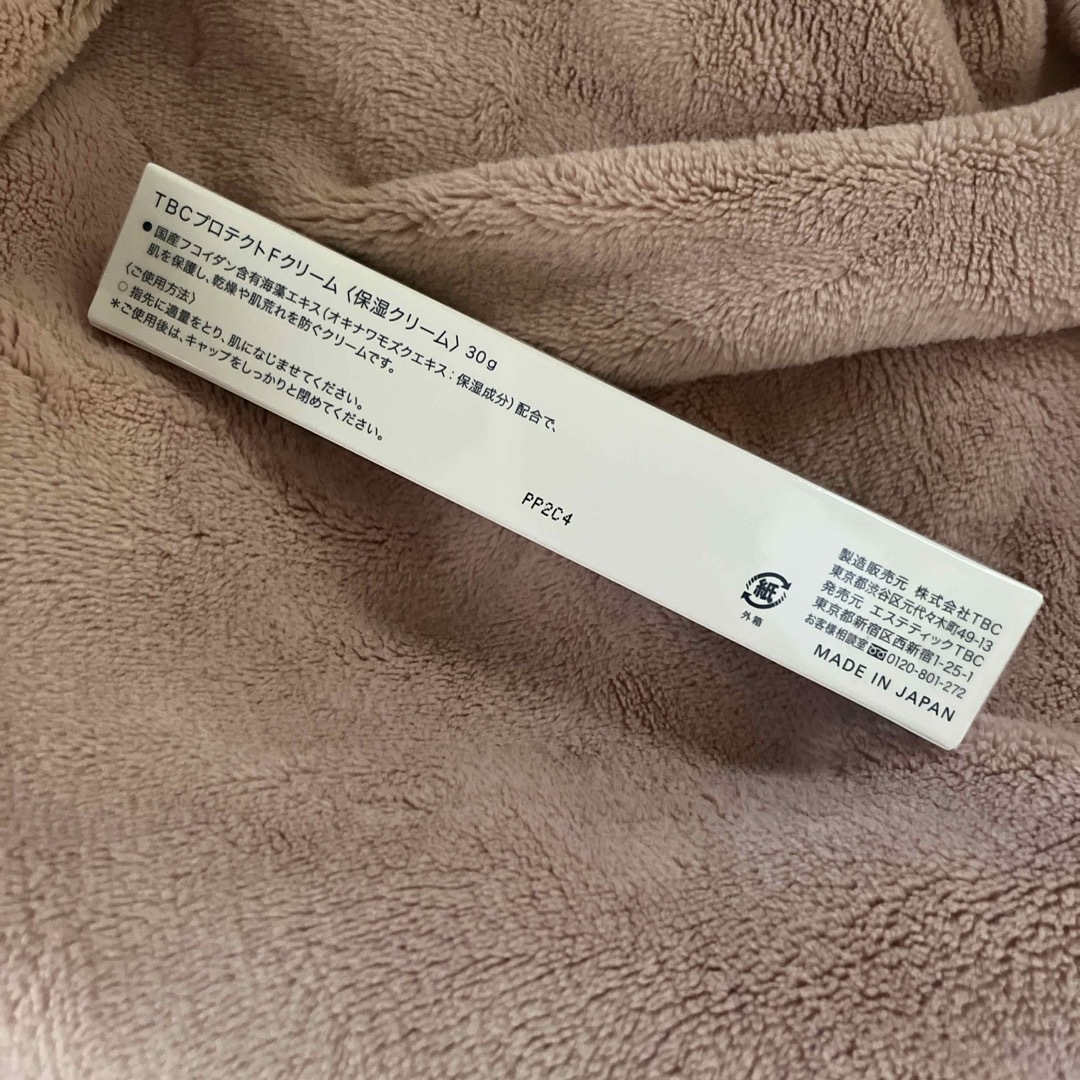 TBCプロテクトFクリーム〈保湿クリーム〉30g
●国産フコイダン含有海藻エキス(オキナワモズクエキス:保湿成分)配合で、
肌を保護し、乾燥や肌荒れを防ぐクリームです。
〈ご使用方法〉
○指先に適量をとり、肌になじませてください。
*ご使用後は、キャップをしっかりと閉めてください。
PP2C4
紙
外箱
製造販売元 株式会社TBC
東京都渋谷区元代々木町49-13
発売元 エステティックTBC
東京都新宿区西新宿1-25-1
お客様相談室 0120-801-272
MADE IN JAPAN